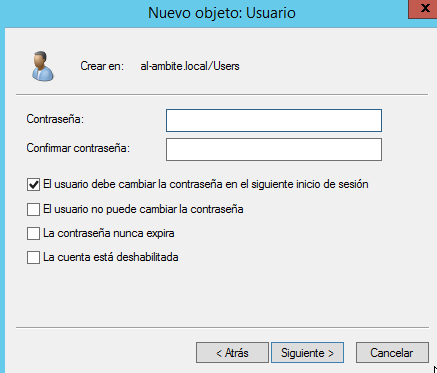 Nuevo objeto: Usuario
x
Crear en: al-ambite.local/Users
Contraseña:
Confirmar contraseña:
El usuario debe cambiar la contraseña en el siguiente inicio de sesión
El usuario no puede cambiar la contraseña
La contraseña nunca expira
La cuenta está deshabilitada
< Atrás Siguiente > Cancelar